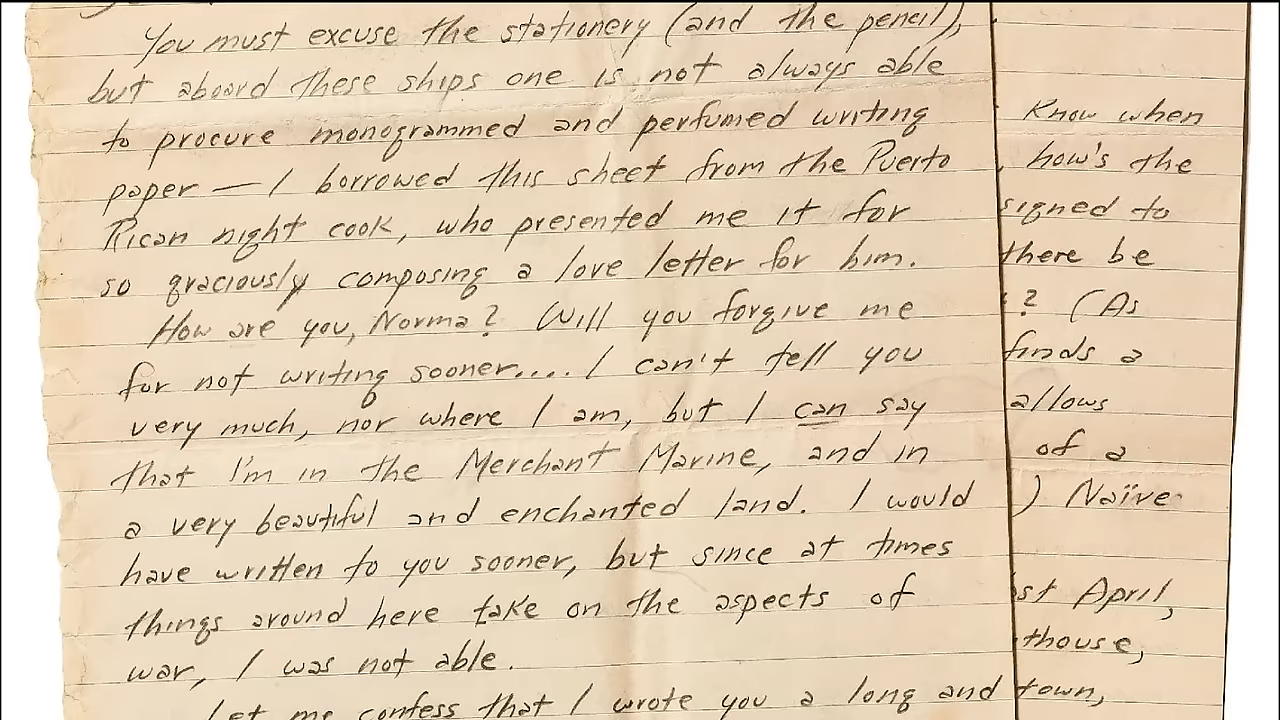 You must excuse the stationery (and the pencil),
but aboard these ships one is not always able
to procure monogrammed and perfumed writing
paper — I borrowed this sheet from the Puerto
Rican night cook, who presented me it for
so graciously composing a love letter for him.
How are you, Norma? Will you forgive me
for not writing sooner.... I can't tell you
very much, nor where I am, but I can say
that I'm in the Merchant Marine, and in
a very beautiful and enchanted land. I would
have written to you sooner, but since at times
things around here take on the aspects of
war, I was not able.
Let me confess that I wrote you a long and
Know when
, how's the
signed to
there be
? (As
finds a
allows
of a
) Naïve
ast April,
thouse,
town,